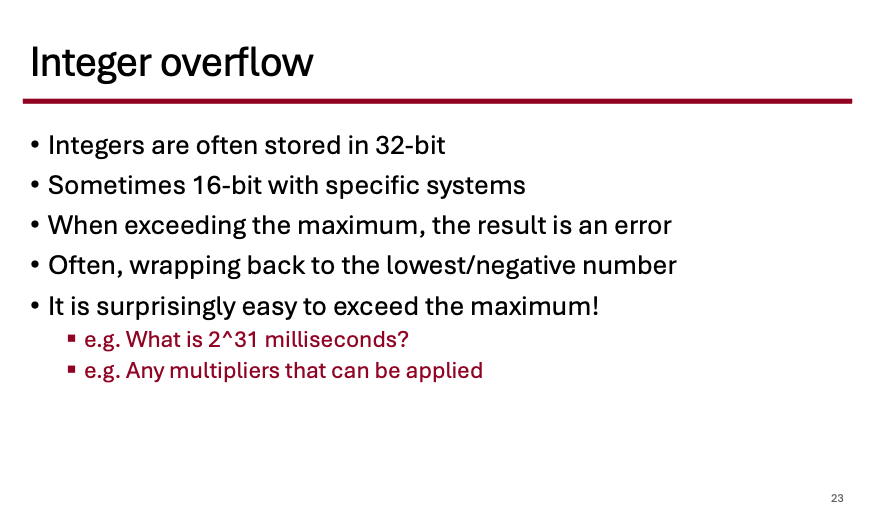 Integer overflow
• Integers are often stored in 32-bit
• Sometimes 16-bit with specific systems
• When exceeding the maximum, the result is an error
• Often, wrapping back to the lowest/negative number
• It is surprisingly easy to exceed the maximum!
▪ e.g. What is 2^31 milliseconds?
▪ e.g. Any multipliers that can be applied
23